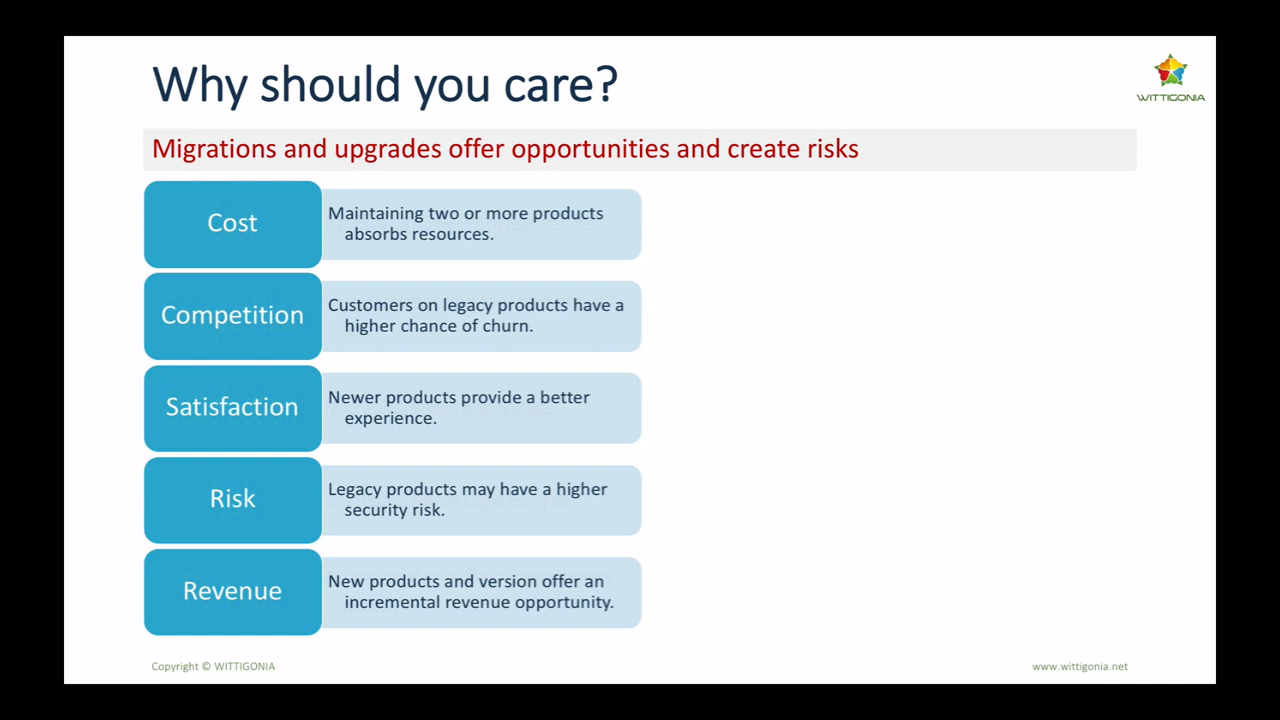 Why should you care?
WITTIGONIA
Migrations and upgrades offer opportunities and create risks
Cost
Maintaining two or more products
absorbs resources.
Competition
Customers on legacy products have a
higher chance of churn.
Satisfaction
Newer products provide a better
experience.
Risk
Legacy products may have a higher
security risk.
Revenue
New products and version offer an
incremental revenue opportunity.
Copyright © WITTIGONIA
www.wittigonia.net